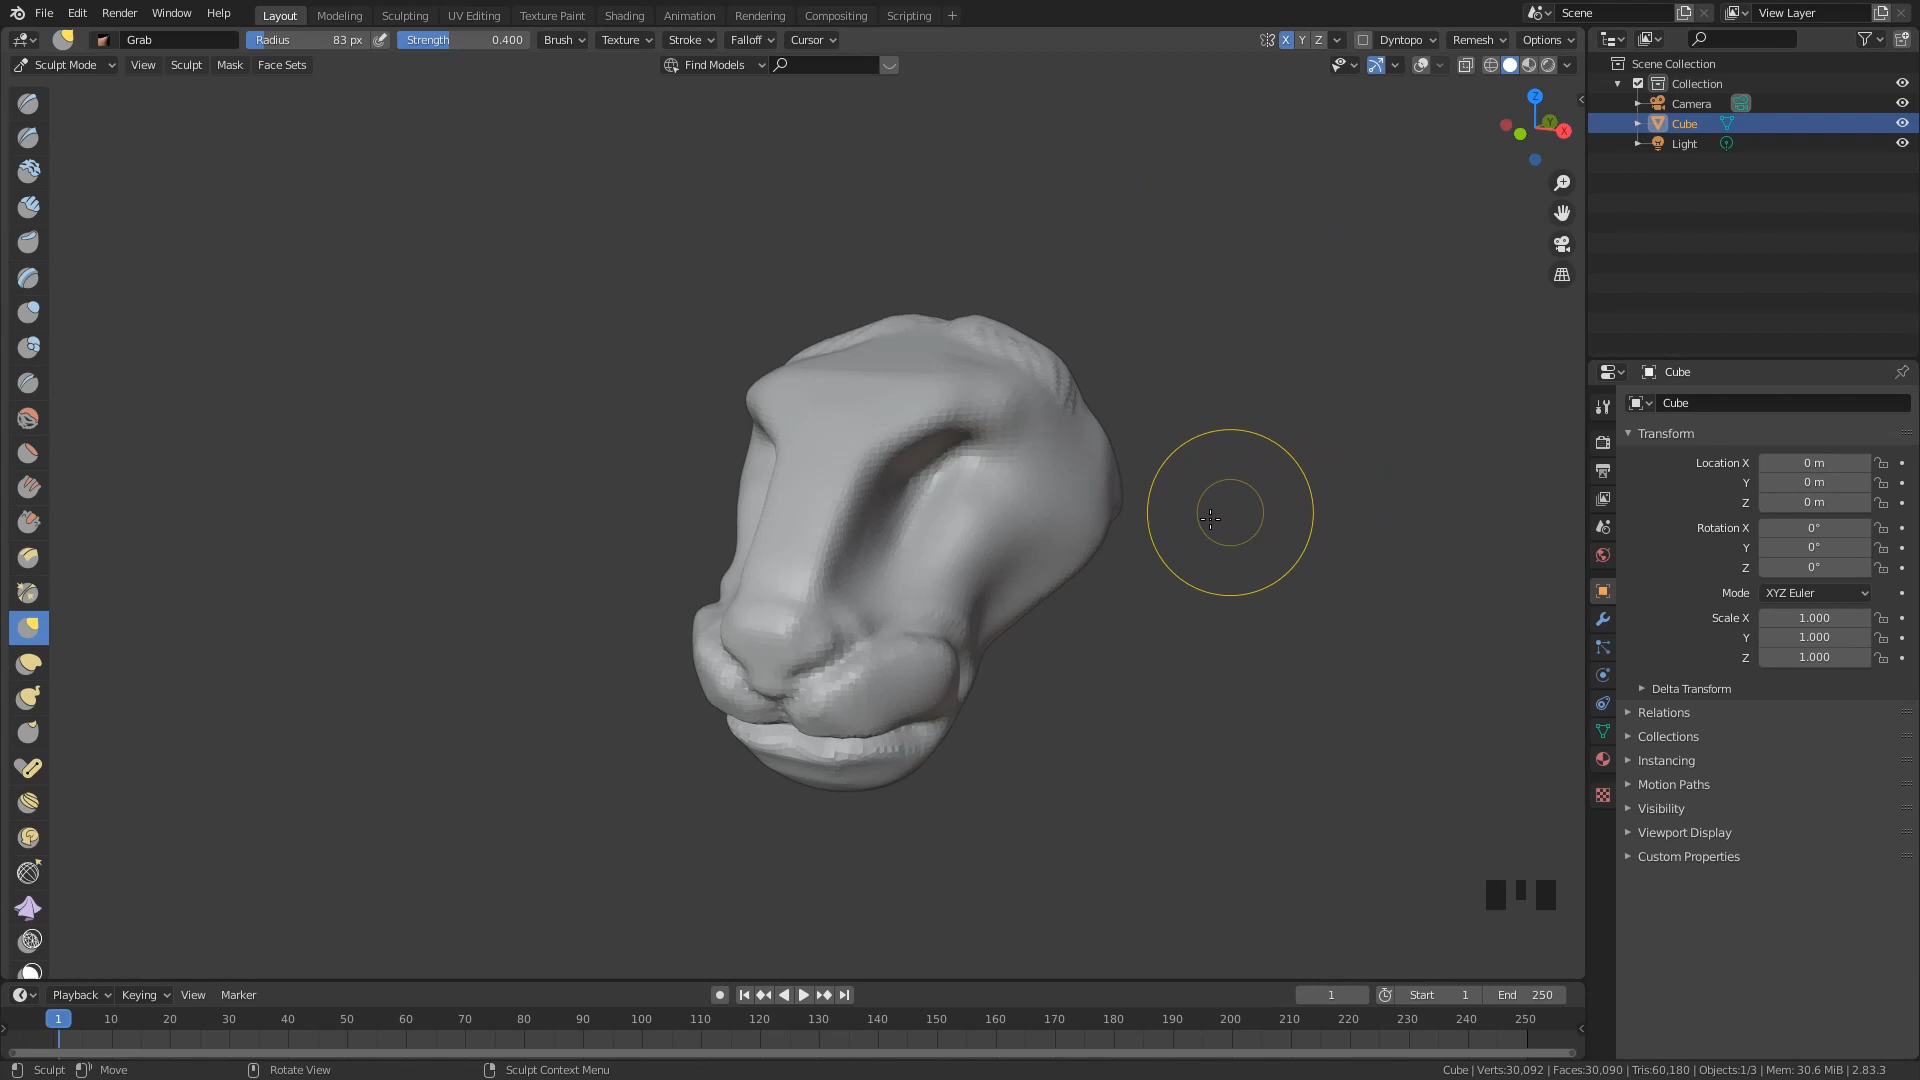 File Edit Render Window Help Layout Modeling Sculpting UV Editing Texture Paint Shading Animation Rendering Compositing Scripting + Scene View Layer
Grab Radius 83 px Strength 0.400 Brush Texture Stroke Falloff Cursor X Y Z Dyntopo Remesh Options
Sculpt Mode View Sculpt Mask Face Sets Find Models
Scene Collection
Collection
Camera
Cube
Light
Z
Y
X
Cube
Cube
Transform
Location X 0 m
Y 0 m
Z 0 m
Rotation X 0°
Y 0°
Z 0°
Mode XYZ Euler
Scale X 1.000
Y 1.000
Z 1.000
Delta Transform
Relations
Collections
Instancing
Motion Paths
Visibility
Viewport Display
Custom Properties
Playback Keying View Marker 1 Start 1 End 250
1 10 20 30 40 50 60 70 80 90 100 110 120 130 140 150 160 170 180 190 200 210 220 230 240 250
Sculpt Move Rotate View Sculpt Context Menu Cube | Verts:30,092 | Faces:30,090 | Tris:60,180 | Objects:1/3 | Mem: 30.6 MiB | 2.83.3